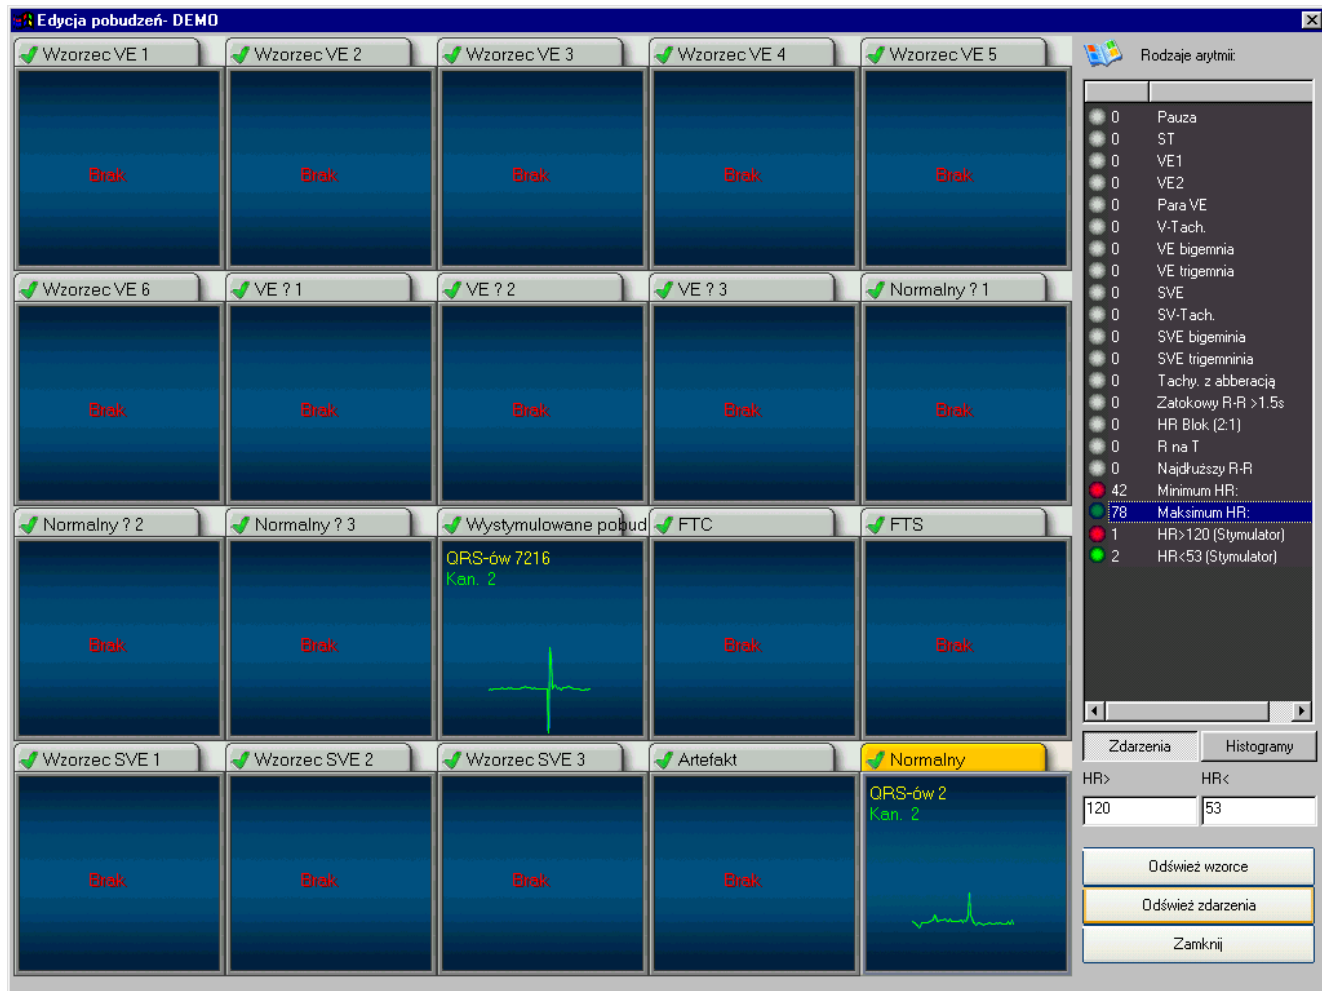 Edycja pobudzeń- DEMO
Wzorzec VE 1
Wzorzec VE 2
Wzorzec VE 3
Wzorzec VE 4
Wzorzec VE 5
Brak
Brak
Brak
Brak
Brak
Wzorzec VE 6
VE ? 1
VE ? 2
VE ? 3
Normalny ? 1
Brak
Brak
Brak
Brak
Brak
Normalny ? 2
Normalny ? 3
Wystymulowane pobud
FTC
FTS
Brak
Brak
QRS-ów 7216
Kan. 2
Brak
Brak
Wzorzec SVE 1
Wzorzec SVE 2
Wzorzec SVE 3
Artefakt
Normalny
Brak
Brak
Brak
Brak
QRS-ów 2
Kan. 2
Rodzaje arytmii:
0 Pauza
0 ST
0 VE1
0 VE2
0 Para VE
0 V-Tach.
0 VE bigemnia
0 VE trigemnia
0 SVE
0 SV-Tach.
0 SVE bigeminia
0 SVE trigemninia
0 Tachy. z abberacją
0 Zatokowy R-R >1.5s
0 HR Blok (2:1)
0 R na T
0 Najdłuższy R-R
42 Minimum HR:
78 Maksimum HR:
1 HR>120 (Stymulator)
2 HR<53 (Stymulator)
Zdarzenia Histogramy
HR> HR<
120 53
Odśwież wzorce
Odśwież zdarzenia
Zamknij